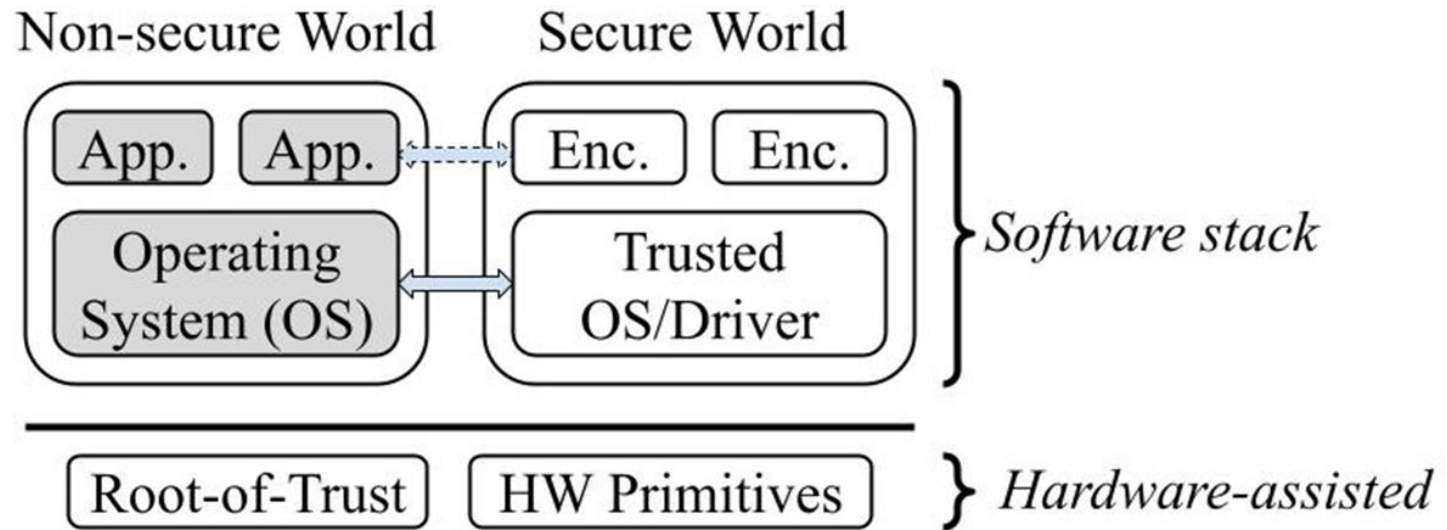 Non-secure World
Secure World
App.
App.
Enc.
Enc.
Operating
System (OS)
Trusted
OS/Driver
Software stack
Root-of-Trust
HW Primitives
Hardware-assisted